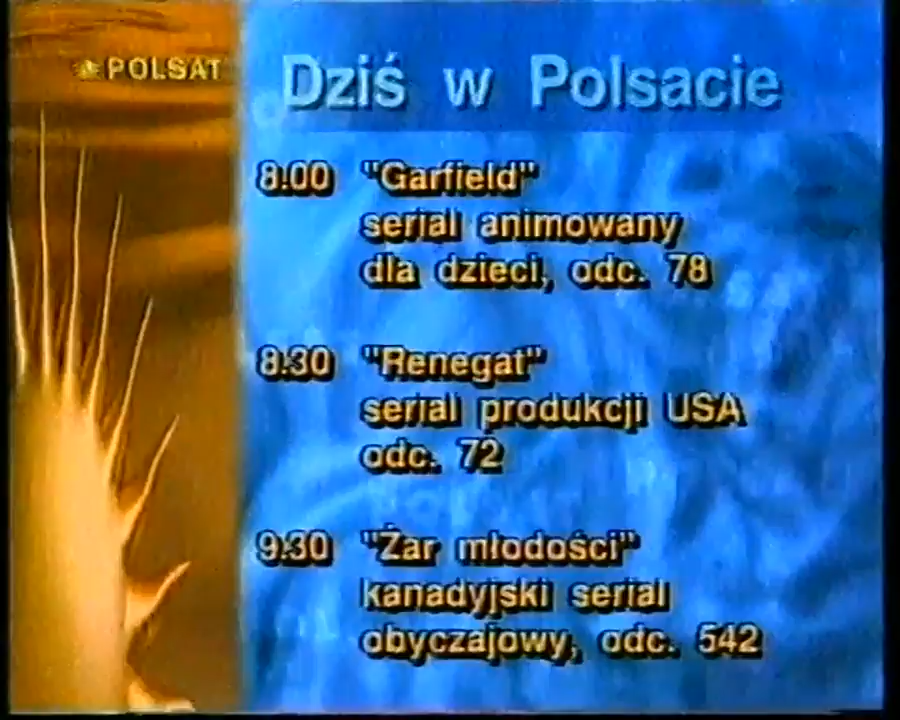 POLSAT
Dziś w Polsacie
8.00 "Garfield"
serial animowany
dla dzieci, odc. 78
8.30 "Renegat"
serial produkcji USA
odc. 72
9.30 "Żar młodości"
kanadyjski serial
obyczajowy, odc. 542